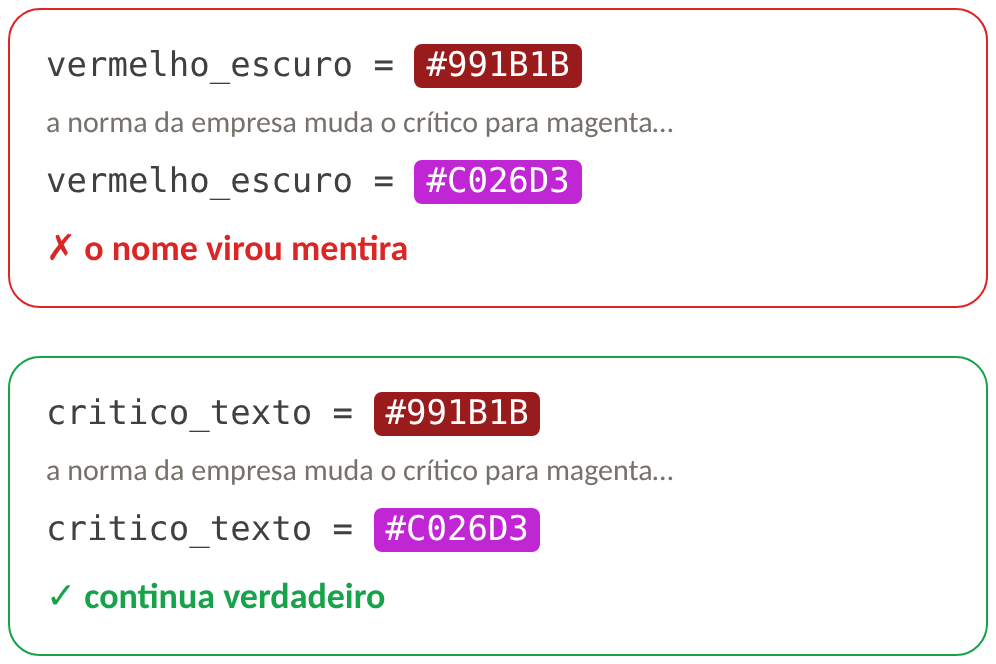 vermelho_escuro = #991B1B
a norma da empresa muda o crítico para magenta…
vermelho_escuro = #C026D3
✗ o nome virou mentira
critico_texto = #991B1B
a norma da empresa muda o crítico para magenta…
critico_texto = #C026D3
✓ continua verdadeiro